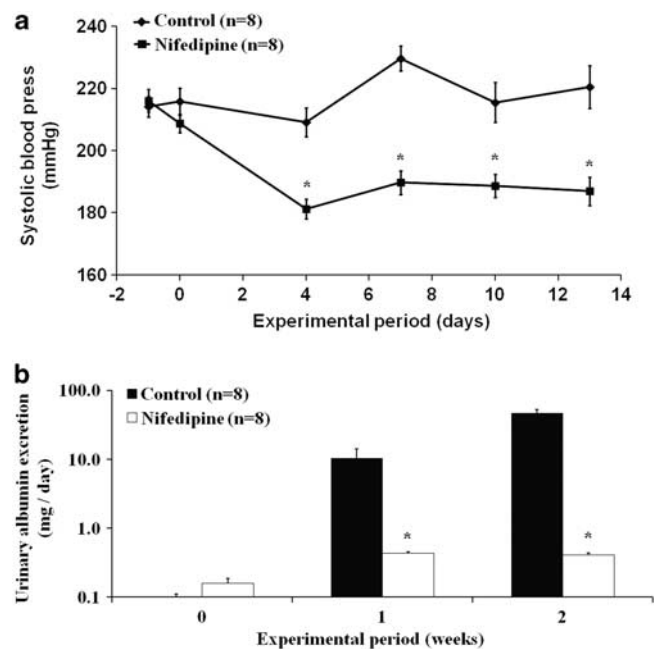 a
Control (n=8)
Nifedipine (n=8)
Systolic blood press
(mmHg)
240
220
200
180
160
* * * *
-2 0 2 4 6 8 10 12 14
Experimental period (days)
b
Control (n=8)
Nifedipine (n=8)
Urinary albumin excretion
(mg / day)
100.0
10.0
1.0
0.1
* *
0 1 2
Experimental period (weeks)